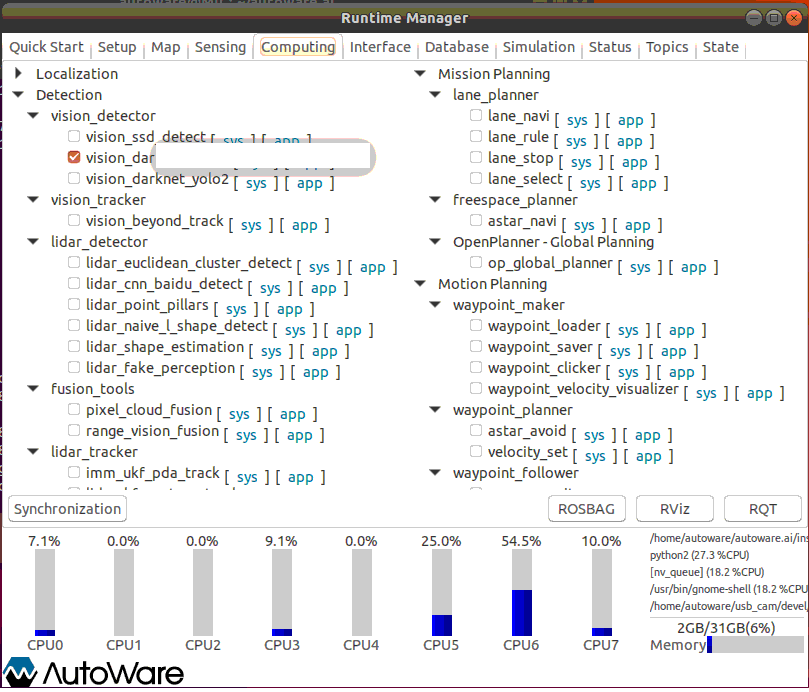 Runtime Manager
Quick Start Setup Map Sensing Computing Interface Database Simulation Status Topics State
Localization
Detection
vision_detector
vision_ssd_detect [ sys ] [ app ]
vision_dar
vision_darknet_yolo2 [ sys ] [ app ]
vision_tracker
vision_beyond_track [ sys ] [ app ]
lidar_detector
lidar_euclidean_cluster_detect [ sys ] [ app ]
lidar_cnn_baidu_detect [ sys ] [ app ]
lidar_point_pillars [ sys ] [ app ]
lidar_naive_l_shape_detect [ sys ] [ app ]
lidar_shape_estimation [ sys ] [ app ]
lidar_fake_perception [ sys ] [ app ]
fusion_tools
pixel_cloud_fusion [ sys ] [ app ]
range_vision_fusion [ sys ] [ app ]
lidar_tracker
imm_ukf_pda_track [ sys ] [ app ]
Mission Planning
lane_planner
lane_navi [ sys ] [ app ]
lane_rule [ sys ] [ app ]
lane_stop [ sys ] [ app ]
lane_select [ sys ] [ app ]
freespace_planner
astar_navi [ sys ] [ app ]
OpenPlanner - Global Planning
op_global_planner [ sys ] [ app ]
Motion Planning
waypoint_maker
waypoint_loader [ sys ] [ app ]
waypoint_saver [ sys ] [ app ]
waypoint_clicker [ sys ] [ app ]
waypoint_velocity_visualizer [ sys ] [ app ]
waypoint_planner
astar_avoid [ sys ] [ app ]
velocity_set [ sys ] [ app ]
waypoint_follower
Synchronization ROSBAG RViz RQT
7.1% 0.0% 0.0% 9.1% 0.0% 25.0% 54.5% 10.0%
CPU0 CPU1 CPU2 CPU3 CPU4 CPU5 CPU6 CPU7
/home/autoware/autoware.ai/ins
python2 (27.3 %CPU)
[nv_queue] (18.2 %CPU)
/usr/bin/gnome-shell (18.2 %CPU
/home/autoware/usb_cam/devel,
2GB/31GB(6%)
Memory
AutoWare